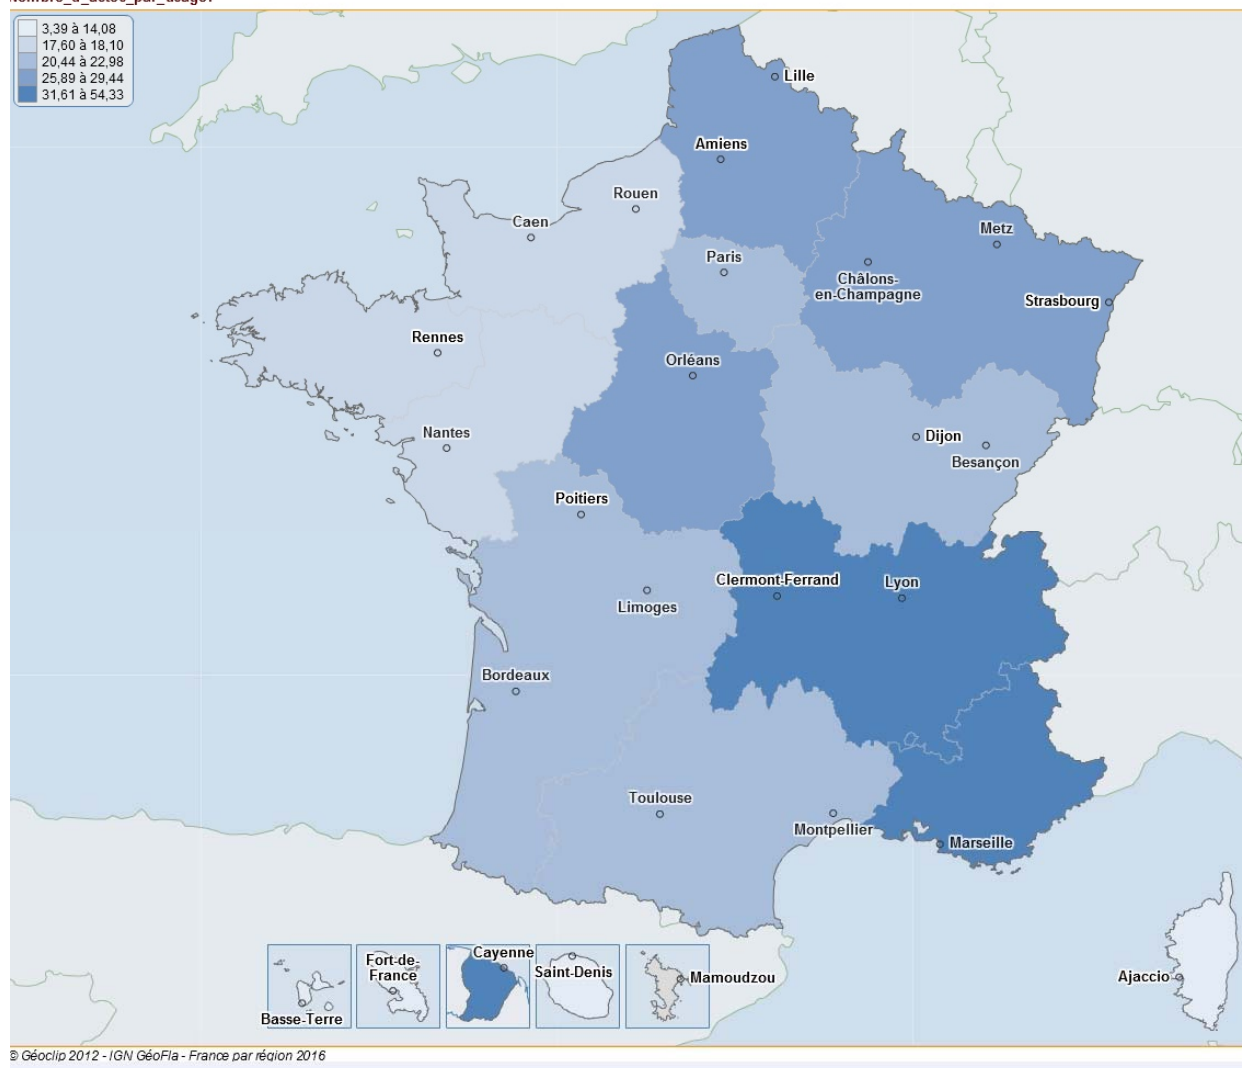 3,39 à 14,08
17,60 à 18,10
20,44 à 22,98
25,89 à 29,44
31,61 à 54,33
Lille
Amiens
Rouen
Caen
Metz
Paris
Châlons-
en-Champagne
Strasbourg
Rennes
Orléans
Nantes
Dijon
Besançon
Poitiers
Clermont-Ferrand
Lyon
Limoges
Bordeaux
Toulouse
Montpellier
Marseille
Cayenne
Fort-de-
France
Saint-Denis
Mamoudzou
Ajaccio
Basse-Terre
© Géoclip 2012 - IGN GéoFla - France par région 2016